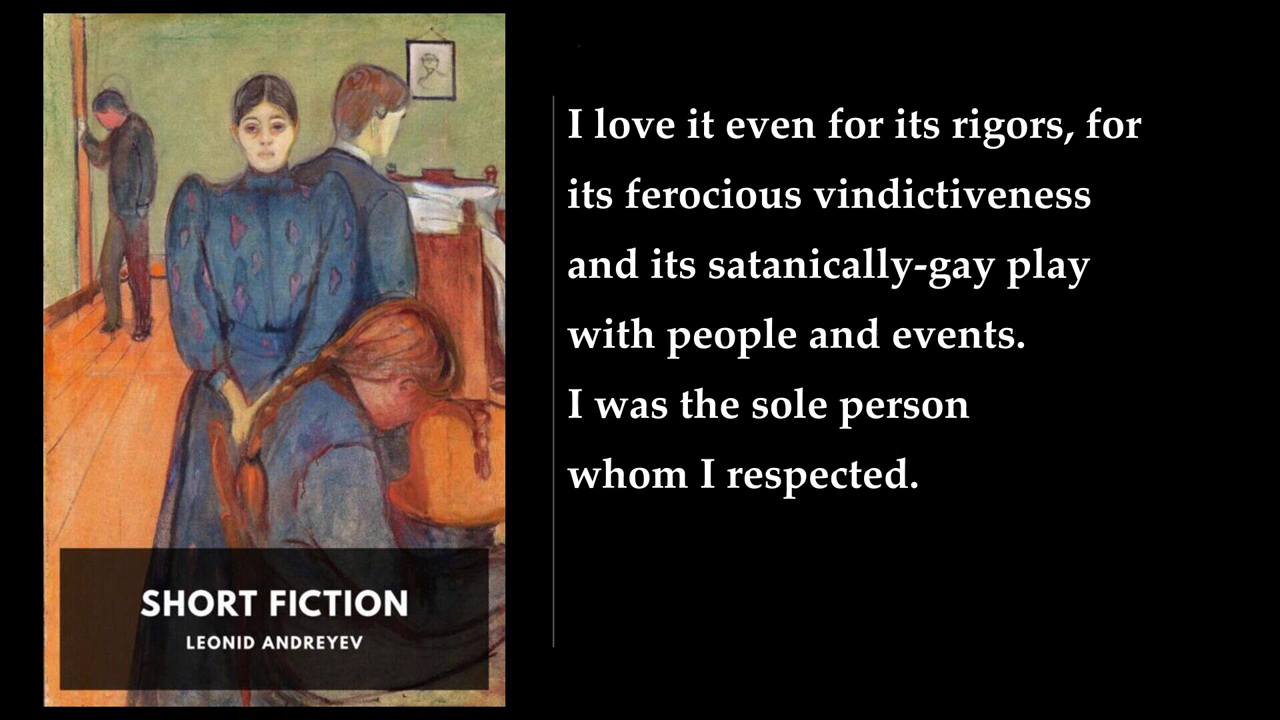 I love it even for its rigors, for
its ferocious vindictiveness
and its satanically-gay play
with people and events.
I was the sole person
whom I respected.
SHORT FICTION
LEONID ANDREYEV